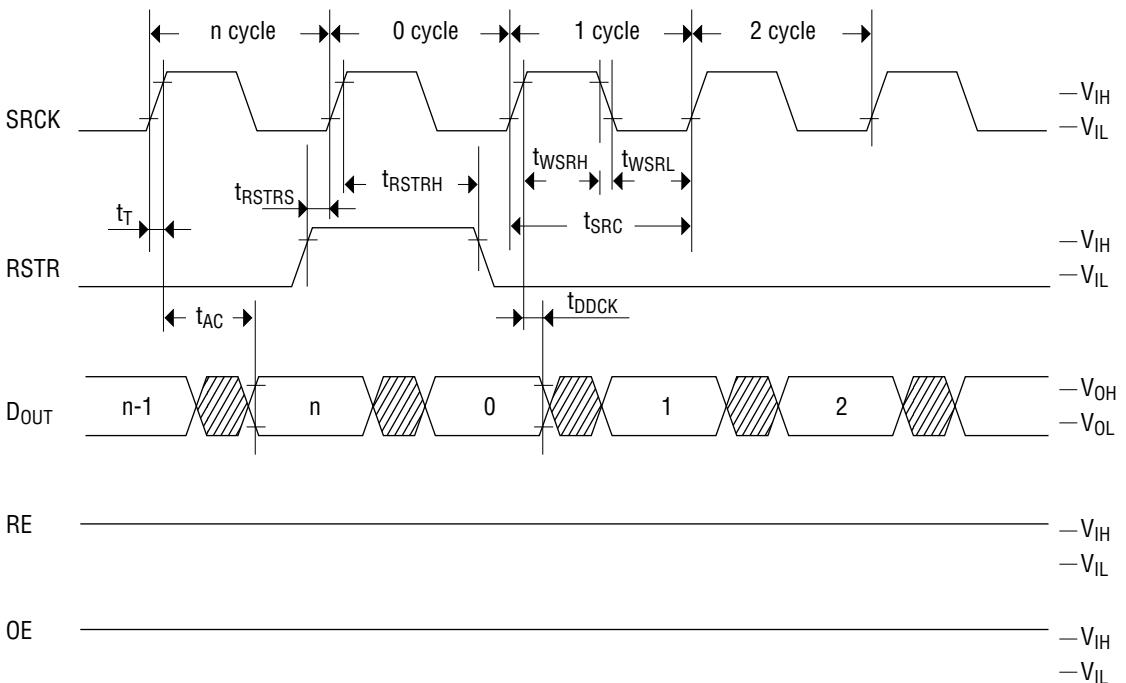 n cycle 0 cycle 1 cycle 2 cycle
SRCK
VIH
VIL
tWSRH tWSRL
tRSTRS tRSTRH
tT tSRC
RSTR
VIH
VIL
tAC tDDCK
DOUT n-1 n 0 1 2
VOH
VOL
RE
VIH
VIL
OE
VIH
VIL